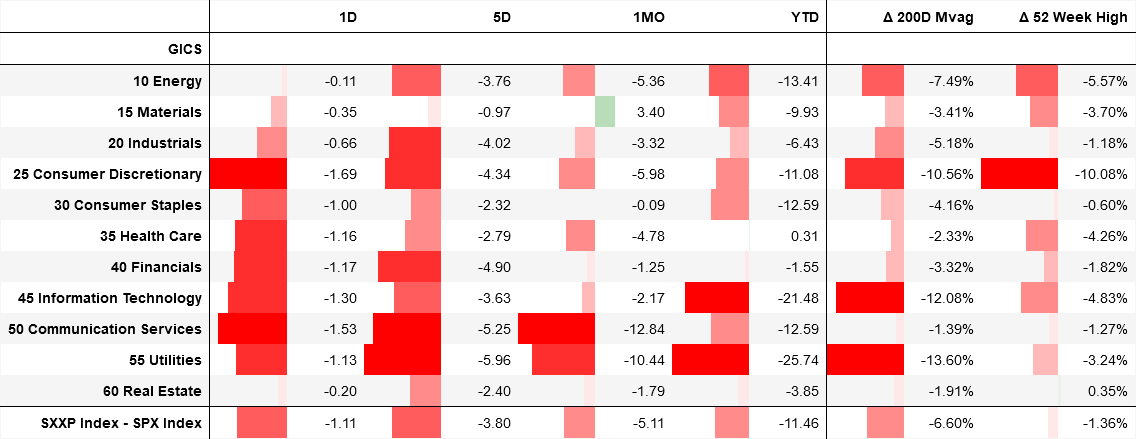 1D 5D 1MO YTD Δ 200D Mvag Δ 52 Week High
GICS
10 Energy -0.11 -3.76 -5.36 -13.41 -7.49% -5.57%
15 Materials -0.35 -0.97 3.40 -9.93 -3.41% -3.70%
20 Industrials -0.66 -4.02 -3.32 -6.43 -5.18% -1.18%
25 Consumer Discretionary -1.69 -4.34 -5.98 -11.08 -10.56% -10.08%
30 Consumer Staples -1.00 -2.32 -0.09 -12.59 -4.16% -0.60%
35 Health Care -1.16 -2.79 -4.78 0.31 -2.33% -4.26%
40 Financials -1.17 -4.90 -1.25 -1.55 -3.32% -1.82%
45 Information Technology -1.30 -3.63 -2.17 -21.48 -12.08% -4.83%
50 Communication Services -1.53 -5.25 -12.84 -12.59 -1.39% -1.27%
55 Utilities -1.13 -5.96 -10.44 -25.74 -13.60% -3.24%
60 Real Estate -0.20 -2.40 -1.79 -3.85 -1.91% 0.35%
SXXP Index - SPX Index -1.11 -3.80 -5.11 -11.46 -6.60% -1.36%